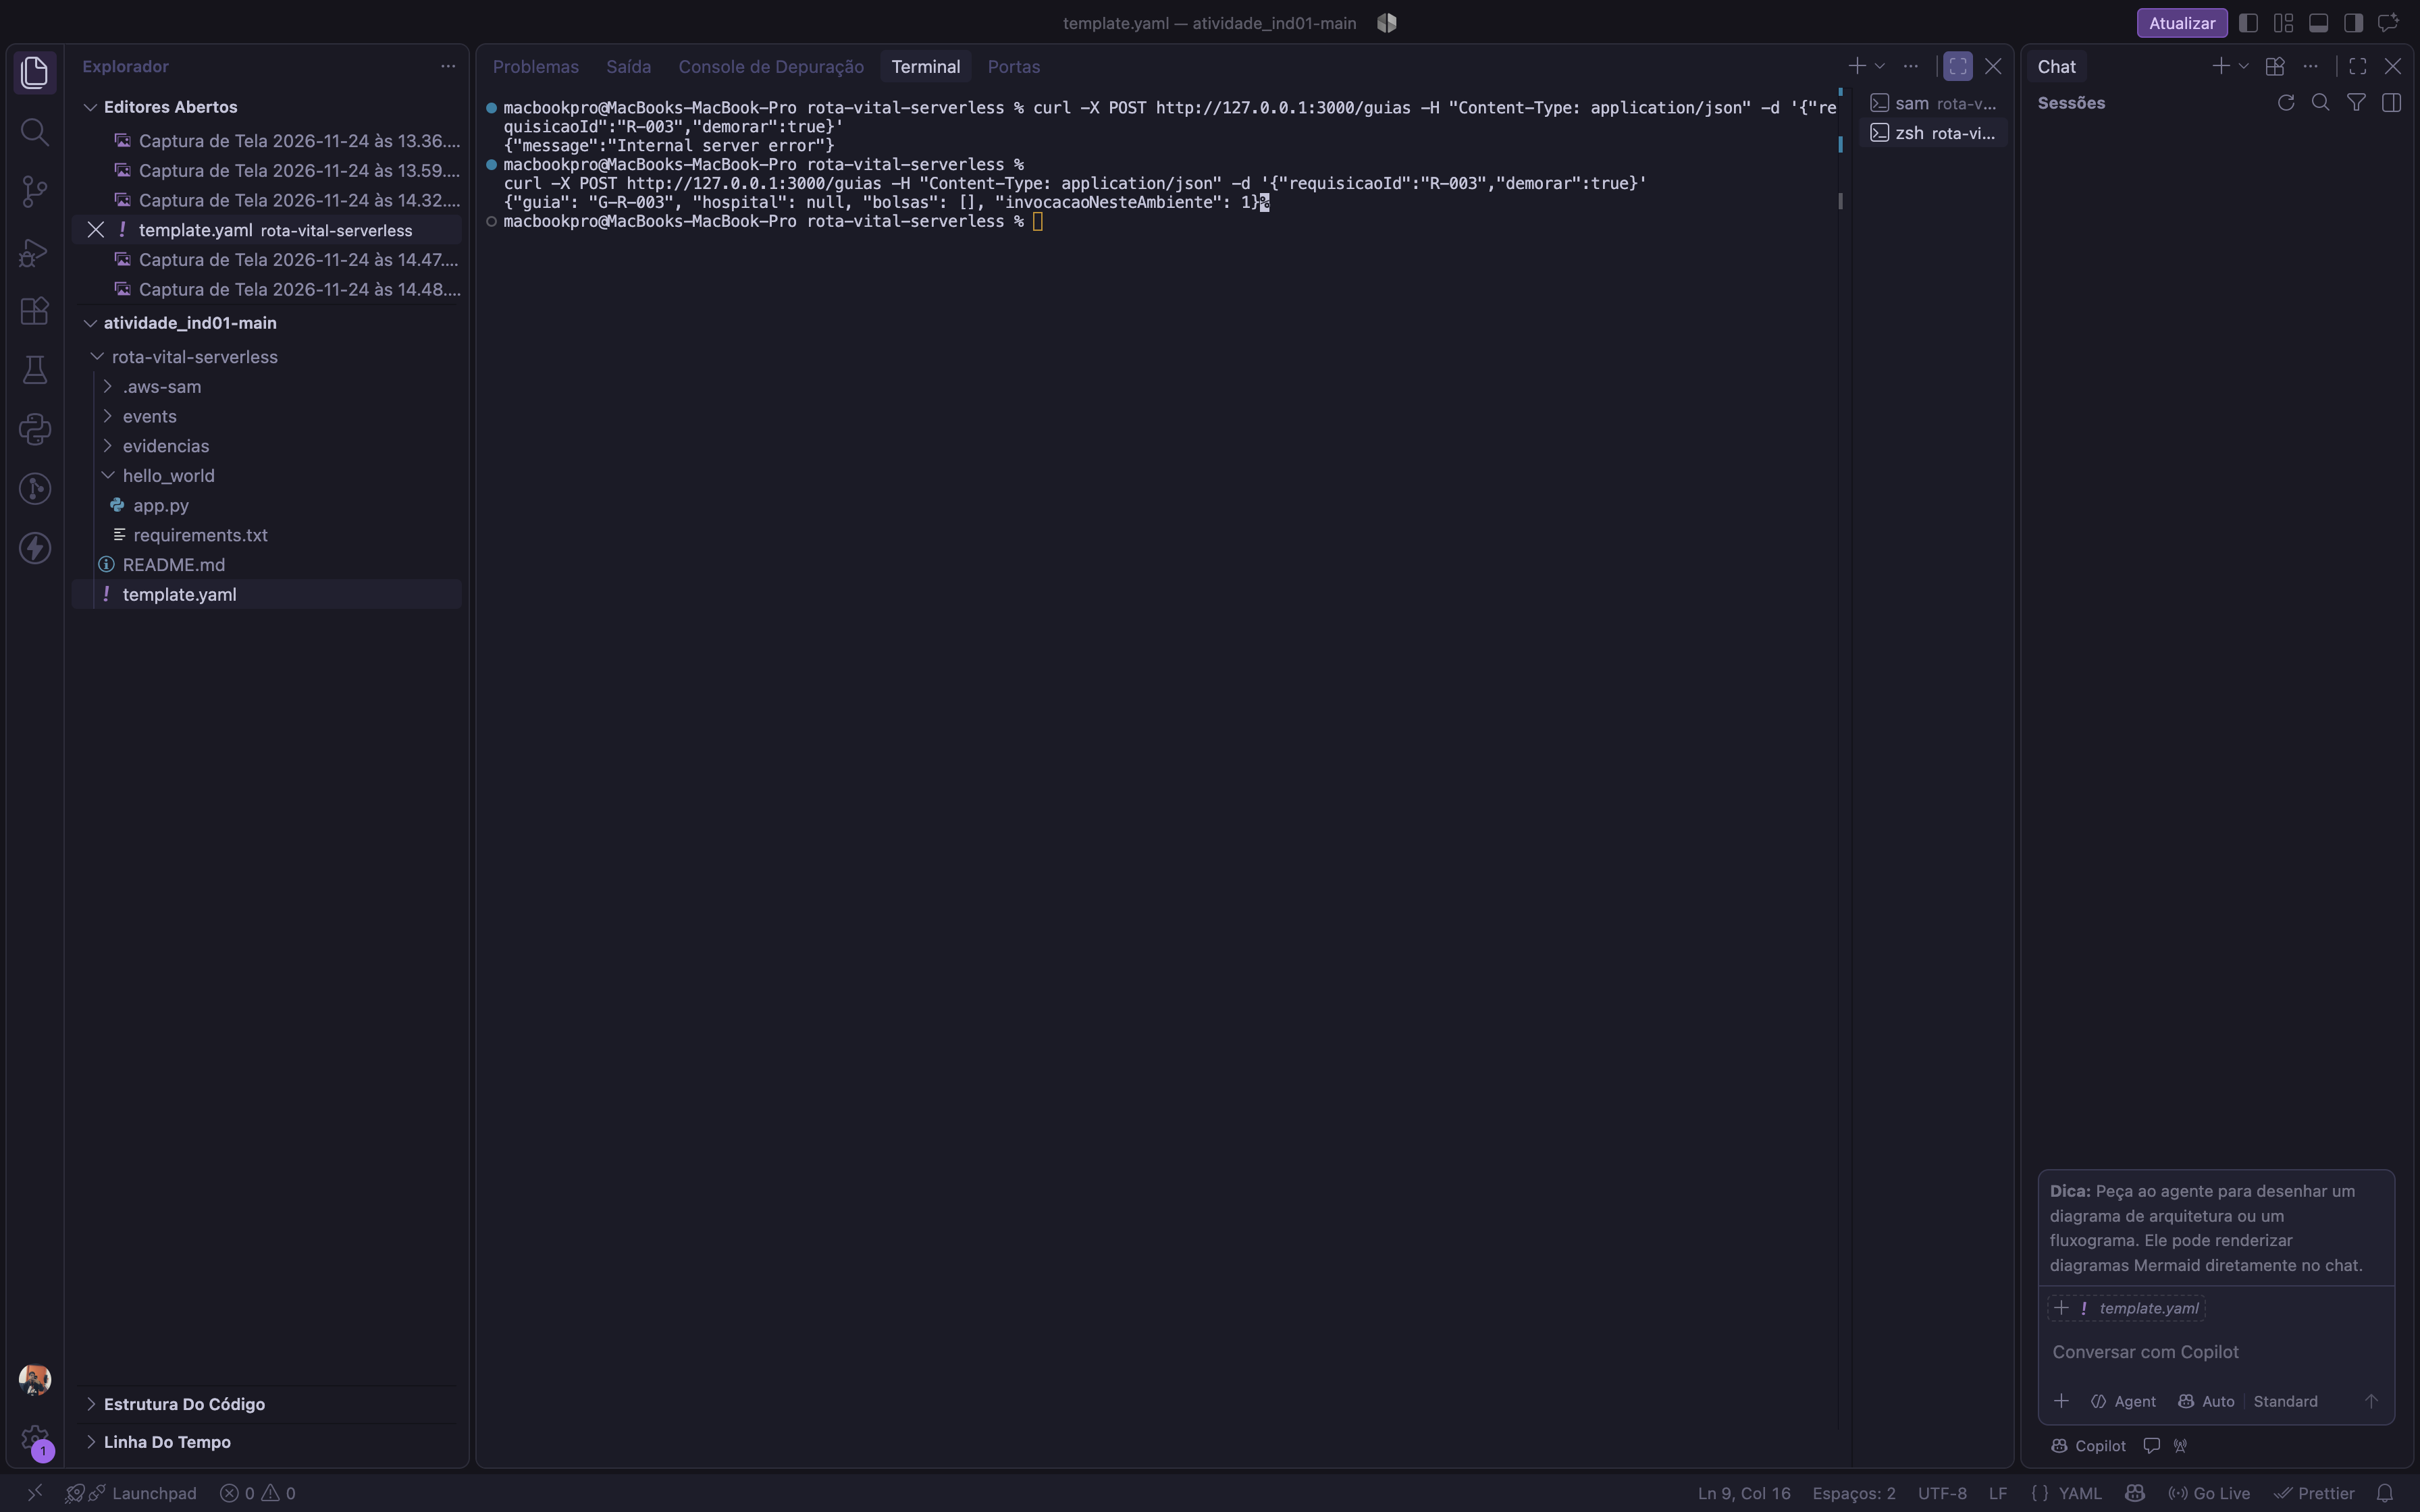 template.yaml — atividade_ind01-main
Atualizar
Explorador
Editores Abertos
Captura de Tela 2026-11-24 às 13.36....
Captura de Tela 2026-11-24 às 13.59....
Captura de Tela 2026-11-24 às 14.32....
! template.yaml rota-vital-serverless
Captura de Tela 2026-11-24 às 14.47....
Captura de Tela 2026-11-24 às 14.48....
atividade_ind01-main
rota-vital-serverless
.aws-sam
events
evidencias
hello_world
app.py
requirements.txt
README.md
! template.yaml
Estrutura Do Código
Linha Do Tempo
Problemas Saída Console de Depuração Terminal Portas
macbookpro@MacBooks-MacBook-Pro rota-vital-serverless % curl -X POST http://127.0.0.1:3000/guias -H "Content-Type: application/json" -d '{"re
quisicaoId":"R-003","demorar":true}'
{"message":"Internal server error"}
macbookpro@MacBooks-MacBook-Pro rota-vital-serverless %
curl -X POST http://127.0.0.1:3000/guias -H "Content-Type: application/json" -d '{"requisicaoId":"R-003","demorar":true}'
{"guia": "G-R-003", "hospital": null, "bolsas": [], "invocacaoNesteAmbiente": 1}%
macbookpro@MacBooks-MacBook-Pro rota-vital-serverless %
sam rota-v...
zsh rota-vi...
Chat
Sessões
Dica: Peça ao agente para desenhar um
diagrama de arquitetura ou um
fluxograma. Ele pode renderizar
diagramas Mermaid diretamente no chat.
! template.yaml
Conversar com Copilot
Agent Auto Standard
Copilot
1
Launchpad 0 0
Ln 9, Col 16 Espaços: 2 UTF-8 LF { } YAML Go Live Prettier